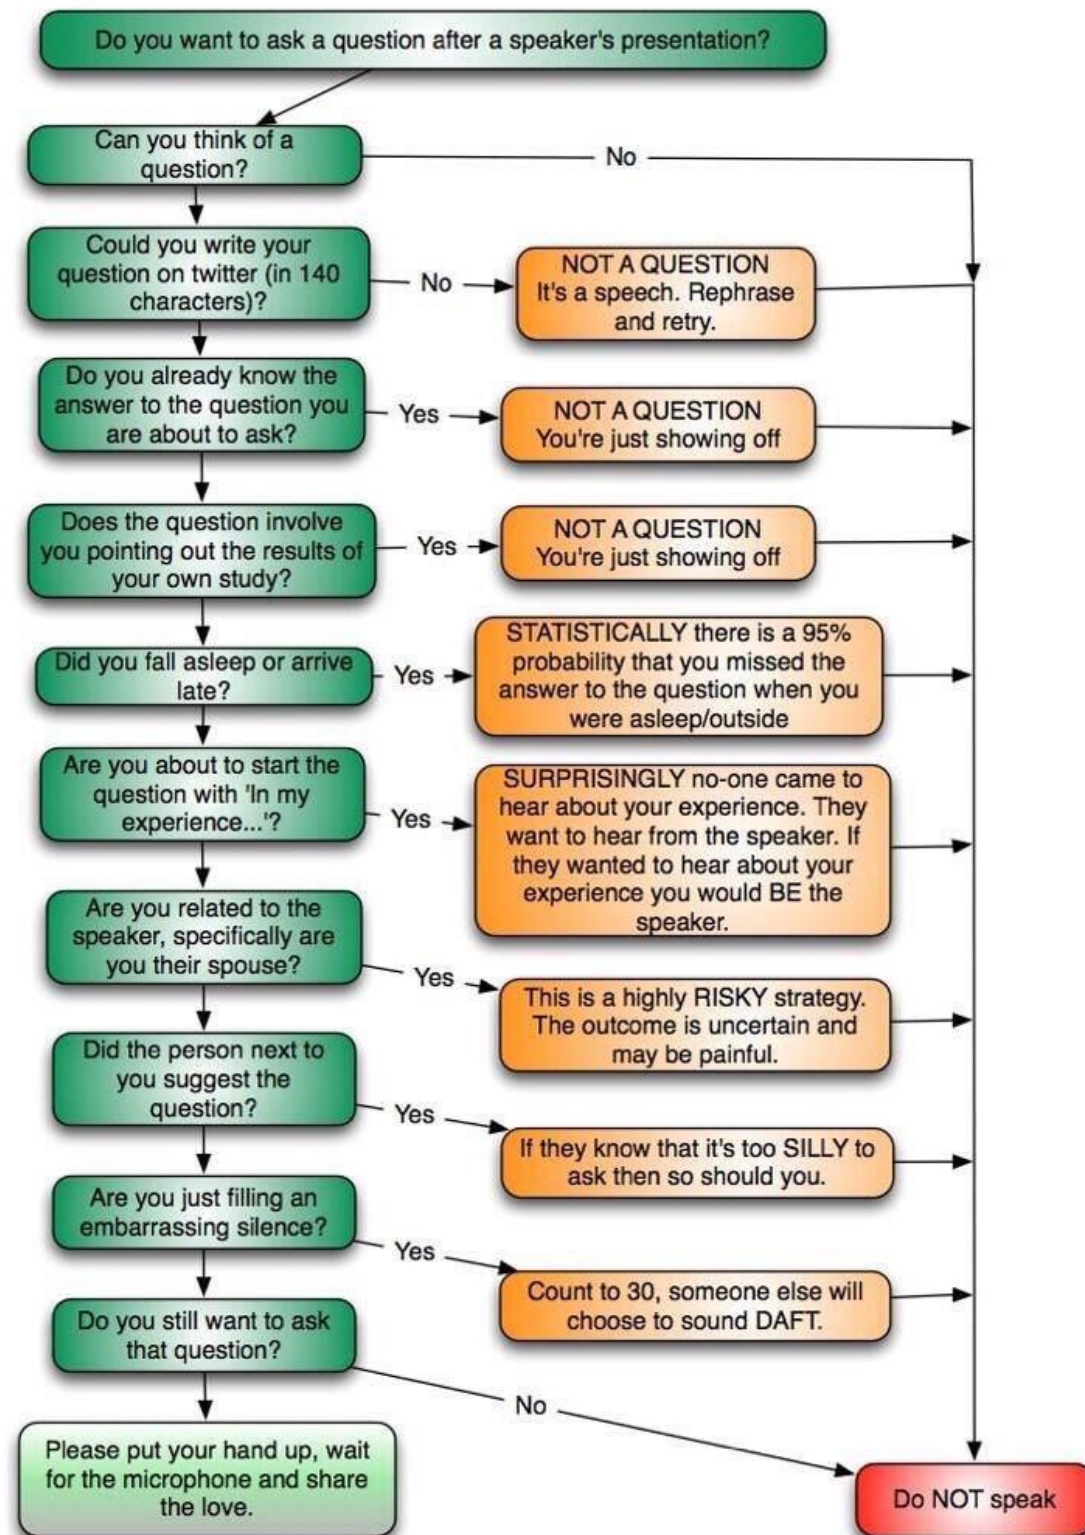 Do you want to ask a question after a speaker's presentation?
Can you think of a
question?
No
Could you write your
question on twitter (in 140
characters)?
No
NOT A QUESTION
It's a speech. Rephrase
and retry.
Do you already know the
answer to the question you
are about to ask?
Yes
NOT A QUESTION
You're just showing off
Does the question involve
you pointing out the results of
your own study?
Yes
NOT A QUESTION
You're just showing off
Did you fall asleep or arrive
late?
Yes
STATISTICALLY there is a 95%
probability that you missed the
answer to the question when you
were asleep/outside
Are you about to start the
question with 'In my
experience...'?
Yes
SURPRISINGLY no-one came to
hear about your experience. They
want to hear from the speaker. If
they wanted to hear about your
experience you would BE the
speaker.
Are you related to the
speaker, specifically are
you their spouse?
Yes
This is a highly RISKY strategy.
The outcome is uncertain and
may be painful.
Did the person next to
you suggest the
question?
Yes
If they know that it's too SILLY to
ask then so should you.
Are you just filling an
embarrassing silence?
Yes
Count to 30, someone else will
choose to sound DAFT.
Do you still want to ask
that question?
No
Please put your hand up, wait
for the microphone and share
the love.
Do NOT speak